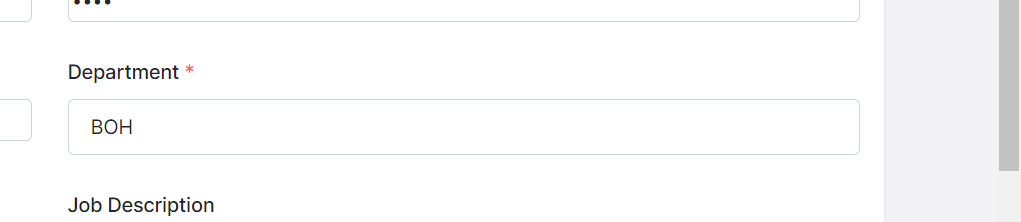 ••••
Department *
BOH
Job Description